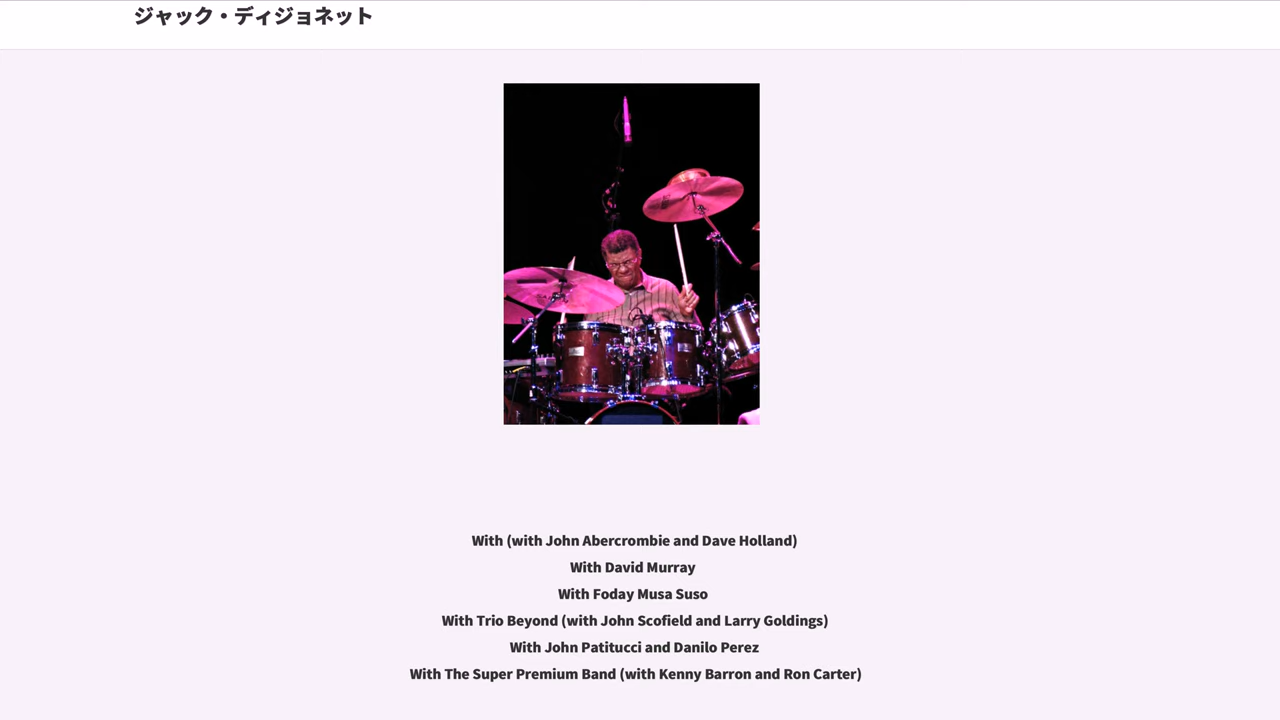 ジャック・ディジョネット
With (with John Abercrombie and Dave Holland)
With David Murray
With Foday Musa Suso
With Trio Beyond (with John Scofield and Larry Goldings)
With John Patitucci and Danilo Perez
With The Super Premium Band (with Kenny Barron and Ron Carter)